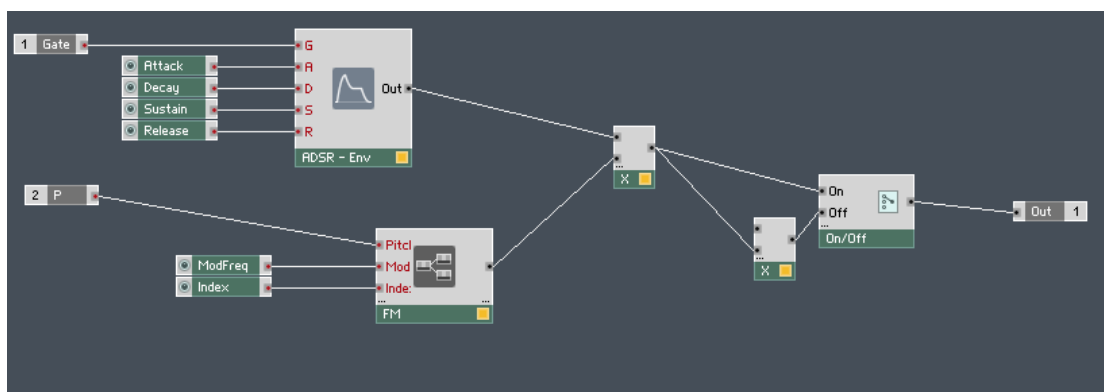 1 Gate
G
Attack
A
Decay
D
Out
Sustain
S
Release
R
ADSR - Env
...
X
2 P
On
Off
...
On/Off
Out 1
Pitcl
ModFreq
Mod
Index
Inde:
... ...
FM
...
X